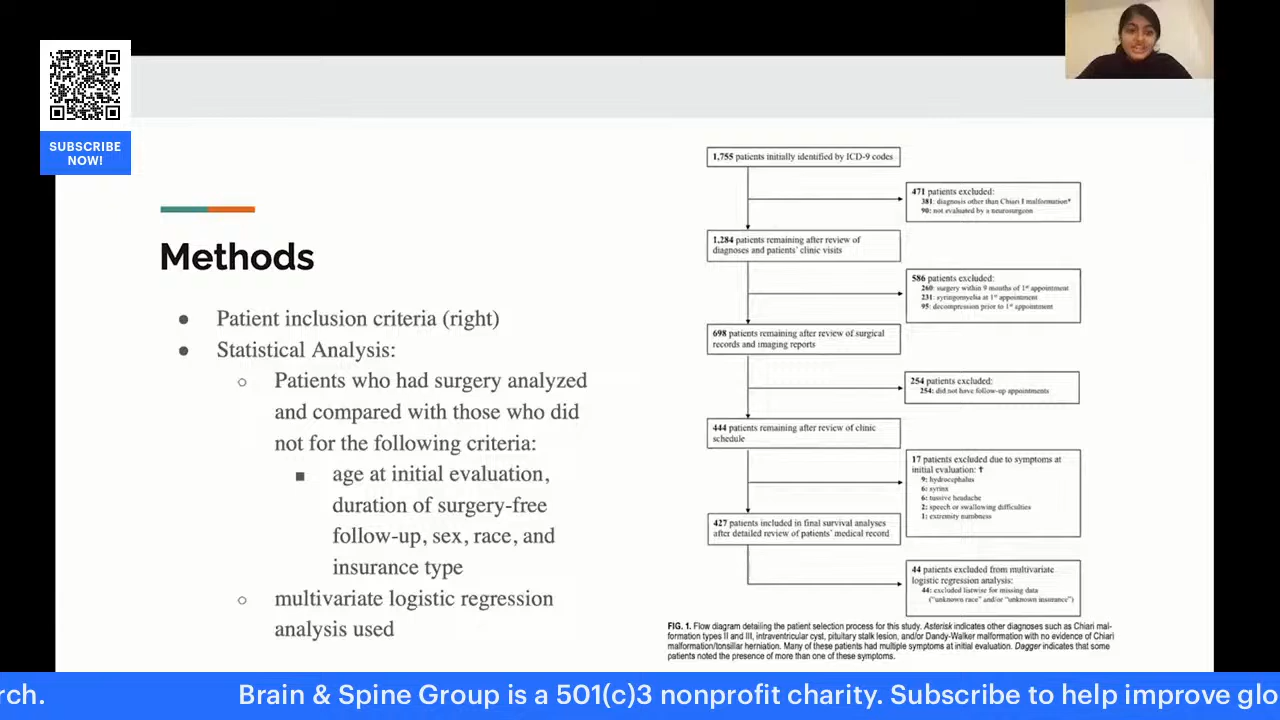 SUBSCRIBE
NOW!
Methods
● Patient inclusion criteria (right)
● Statistical Analysis:
○ Patients who had surgery analyzed
and compared with those who did
not for the following criteria:
■ age at initial evaluation,
duration of surgery-free
follow-up, sex, race, and
insurance type
○ multivariate logistic regression
analysis used
1,755 patients initially identified by ICD-9 codes
471 patients excluded:
381: diagnosis other than Chiari I malformation*
90: not evaluated by a neurosurgeon
1,284 patients remaining after review of
diagnoses and patients' clinic visits
586 patients excluded:
260: surgery within 9 months of 1st appointment
231: syringomyelia at 1st appointment
95: decompression prior to 1st appointment
698 patients remaining after review of surgical
records and imaging reports
254 patients excluded:
254: did not have follow-up appointments
444 patients remaining after review of clinic
schedule
17 patients excluded due to symptoms at
initial evaluation: †
9: hydrocephalus
6: syrinx
6: tussive headache
2: speech or swallowing difficulties
1: extremity numbness
427 patients included in final survival analyses
after detailed review of patients' medical record
44 patients excluded from multivariate
logistic regression analysis:
44: excluded listwise for missing data
("unknown race" and/or "unknown insurance")
FIG. 1. Flow diagram detailing the patient selection process for this study. Asterisk indicates other diagnoses such as Chiari mal-
formation types II and III, intraventricular cyst, pituitary stalk lesion, and/or Dandy-Walker malformation with no evidence of Chiari
malformation/tonsillar herniation. Many of these patients had multiple symptoms at initial evaluation. Dagger indicates that some
patients noted the presence of more than one of these symptoms.
rch. Brain & Spine Group is a 501(c)3 nonprofit charity. Subscribe to help improve glo